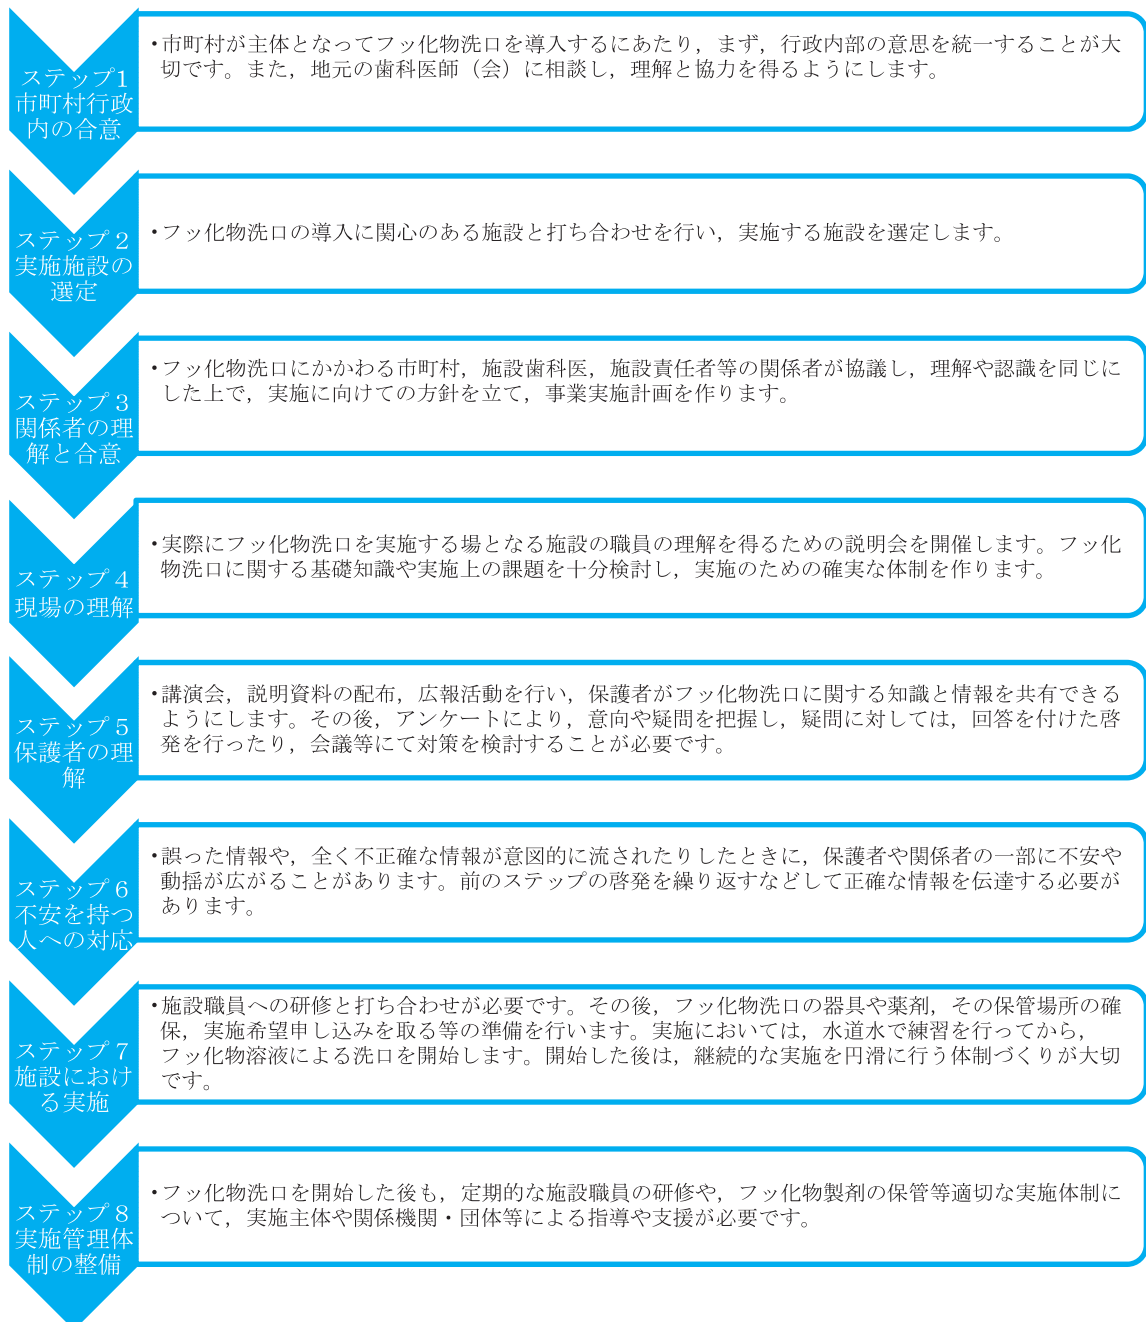 ステップ1
市町村行政
内の合意
・市町村が主体となってフッ化物洗口を導入するにあたり，まず，行政内部の意思を統一することが大
切です。また，地元の歯科医師（会）に相談し，理解と協力を得るようにします。
ステップ２
実施施設の
選定
・フッ化物洗口の導入に関心のある施設と打ち合わせを行い，実施する施設を選定します。
ステップ３
関係者の理
解と合意
・フッ化物洗口にかかわる市町村，施設歯科医，施設責任者等の関係者が協議し，理解や認識を同じに
した上で，実施に向けての方針を立て，事業実施計画を作ります。
ステップ４
現場の理解
・実際にフッ化物洗口を実施する場となる施設の職員の理解を得るための説明会を開催します。フッ化
物洗口に関する基礎知識や実施上の課題を十分検討し，実施のための確実な体制を作ります。
ステップ５
保護者の理
解
・講演会，説明資料の配布，広報活動を行い，保護者がフッ化物洗口に関する知識と情報を共有できる
ようにします。その後，アンケートにより，意向や疑問を把握し，疑問に対しては，回答を付けた啓
発を行ったり，会議等にて対策を検討することが必要です。
ステップ６
不安を持つ
人への対応
・誤った情報や，全く不正確な情報が意図的に流されたりしたときに，保護者や関係者の一部に不安や
動揺が広がることがあります。前のステップの啓発を繰り返すなどして正確な情報を伝達する必要が
あります。
ステップ７
施設におけ
る実施
・施設職員への研修と打ち合わせが必要です。その後，フッ化物洗口の器具や薬剤，その保管場所の確
保，実施希望申し込みを取る等の準備を行います。実施においては，水道水で練習を行ってから，
フッ化物溶液による洗口を開始します。開始した後は，継続的な実施を円滑に行う体制づくりが大切
です。
ステップ８
実施管理体
制の整備
・フッ化物洗口を開始した後も，定期的な施設職員の研修や，フッ化物製剤の保管等適切な実施体制に
ついて，実施主体や関係機関・団体等による指導や支援が必要です。